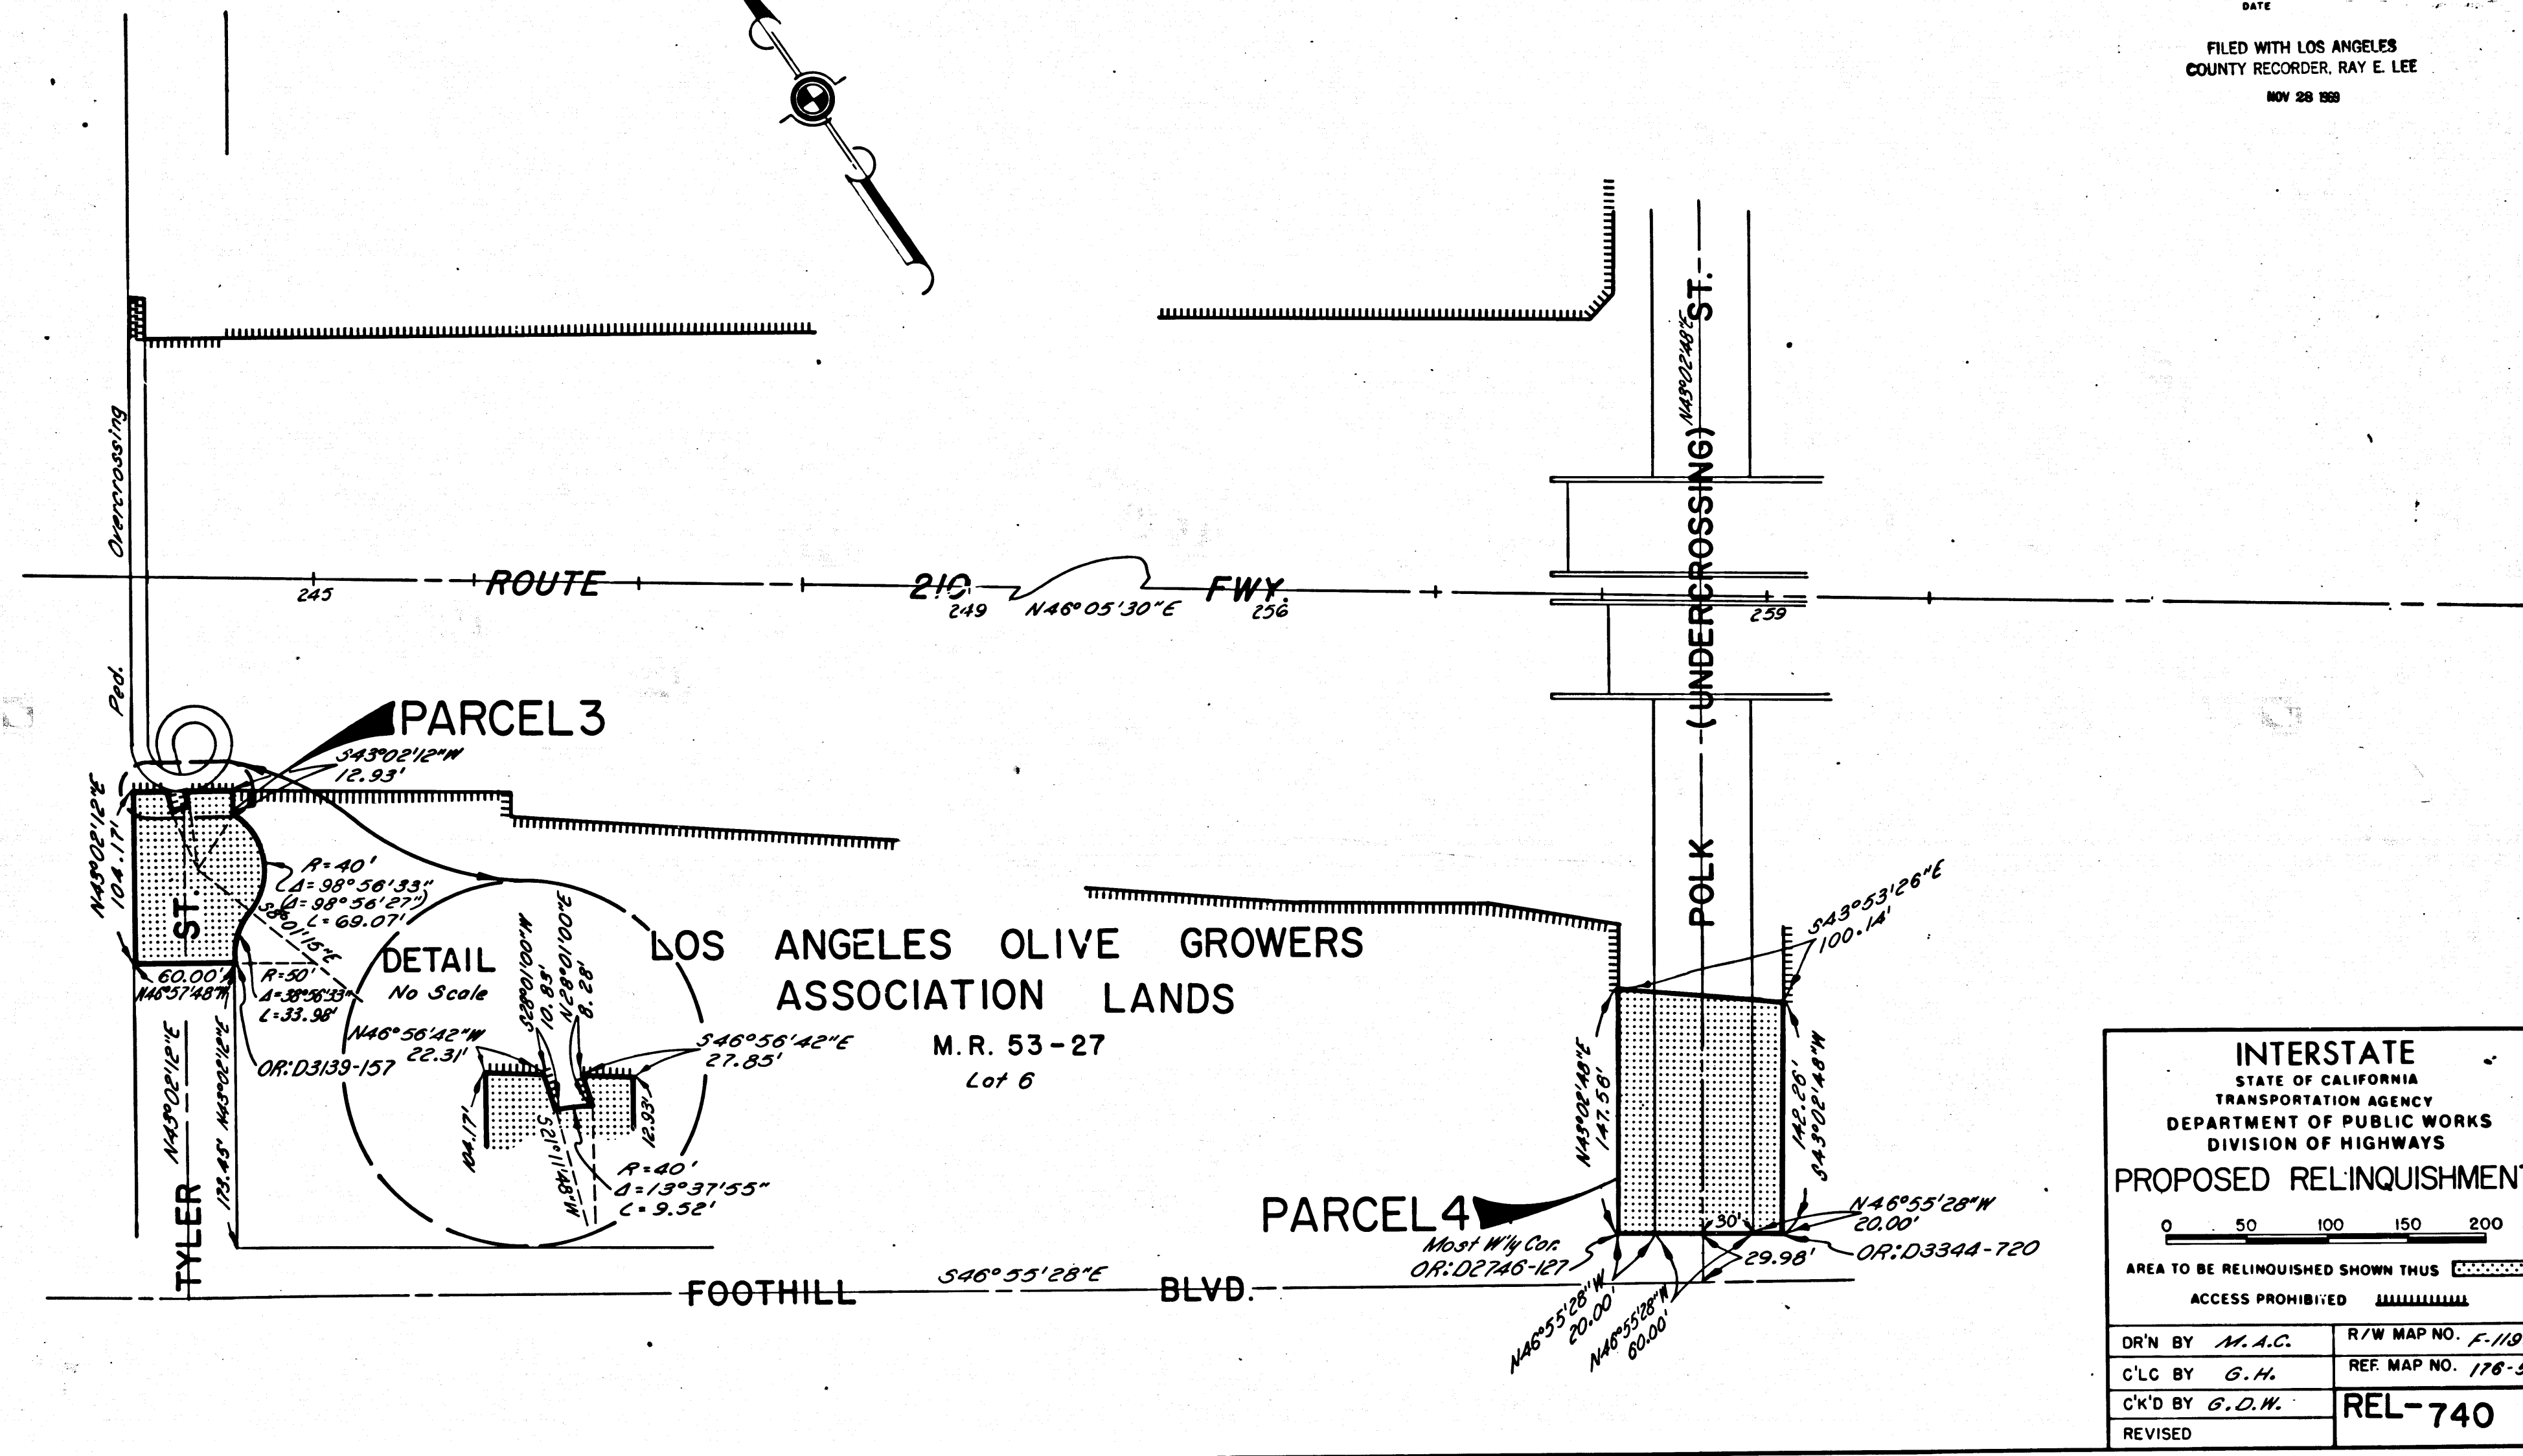 DATE
FILED WITH LOS ANGELES
COUNTY RECORDER, RAY E. LEE
NOV 28 1969
Overcrossing
Ped.
ROUTE 210 FWY.
245
249
N46°05'30"E
256
259
N43°02'48"E
POLK (UNDERCROSSING) ST.
PARCEL 3
S43°02'12"W
12.93'
N43°02'12"E
104.17'
R=40'
Δ=98°56'33"
(Δ=98°56'27")
L=69.07'
S8°01'15"E
ST.
60.00'
N46°57'48"W
R=50'
Δ=38°56'33"
L=33.98'
OR:D3139-157
N43°02'12"E
173.45' N43°02'12"E
TYLER
DETAIL
No Scale
S28°01'00"W
10.83'
N28°01'00"E
8.28'
N46°56'42"W
22.31'
S46°56'42"E
27.85'
104.17'
12.93'
S21°11'48"W
R=40'
Δ=13°37'55"
L=9.52'
LOS ANGELES OLIVE GROWERS
ASSOCIATION LANDS
M.R. 53-27
Lot 6
S43°53'26"E
100.14'
N43°02'48"E
147.58'
142.26'
S43°02'48"W
PARCEL 4
Most W'ly Cor.
OR:D2746-127
30'
N46°55'28"W
20.00'
OR:D3344-720
29.98'
N46°55'28"W
20.00'
N46°55'28"W
60.00'
FOOTHILL BLVD.
S46°55'28"E
INTERSTATE
STATE OF CALIFORNIA
TRANSPORTATION AGENCY
DEPARTMENT OF PUBLIC WORKS
DIVISION OF HIGHWAYS
PROPOSED RELINQUISHMENT
0 50 100 150 200
AREA TO BE RELINQUISHED SHOWN THUS
ACCESS PROHIBITED
DR'N BY M.A.C.
R/W MAP NO. F-119
C'LC BY G.H.
REF. MAP NO. 176-5
C'K'D BY G.D.W.
REL-740
REVISED